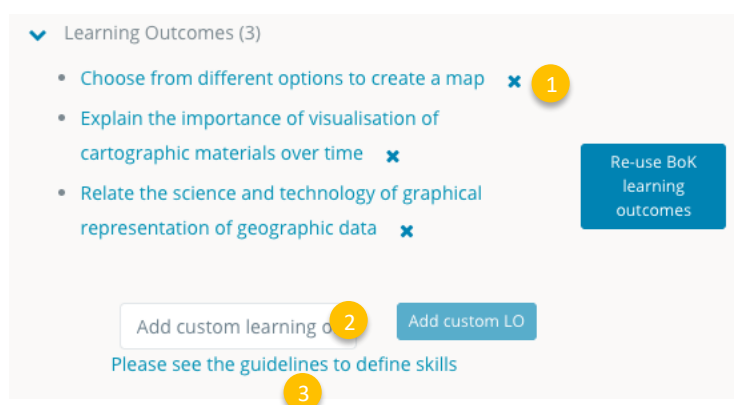 Learning Outcomes (3)
Choose from different options to create a map
1
Explain the importance of visualisation of
cartographic materials over time
Re-use BoK
learning
outcomes
Relate the science and technology of graphical
representation of geographic data
Add custom learning
2
Add custom LO
Please see the guidelines to define skills
3